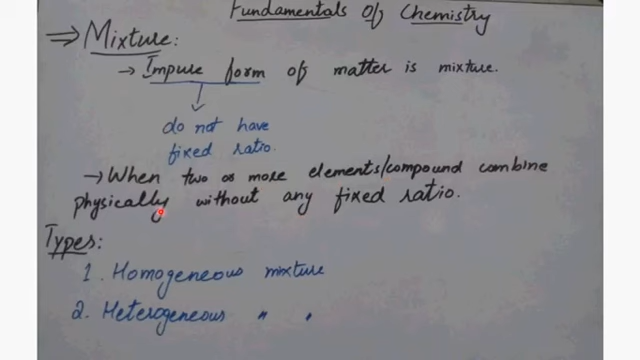 Fundamentals Of Chemistry
⇒ Mixture:
→ Impure form of matter is mixture.
do not have
fixed ratio.
→ When two or more elements/compound combine
physically without any fixed ratio.
Types:
1. Homogeneous mixture
2. Heterogeneous " "